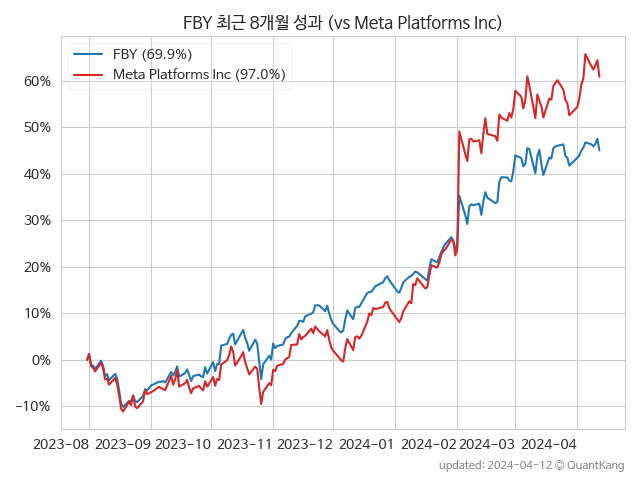 FBY 최근 8개월 성과 (vs Meta Platforms Inc)
FBY (69.9%)
Meta Platforms Inc (97.0%)
60%
50%
40%
30%
20%
10%
0%
−10%
2023−08 2023−09 2023−10 2023−11 2023−12 2024−01 2024−02 2024−03 2024−04
updated: 2024−04−12 © QuantKang